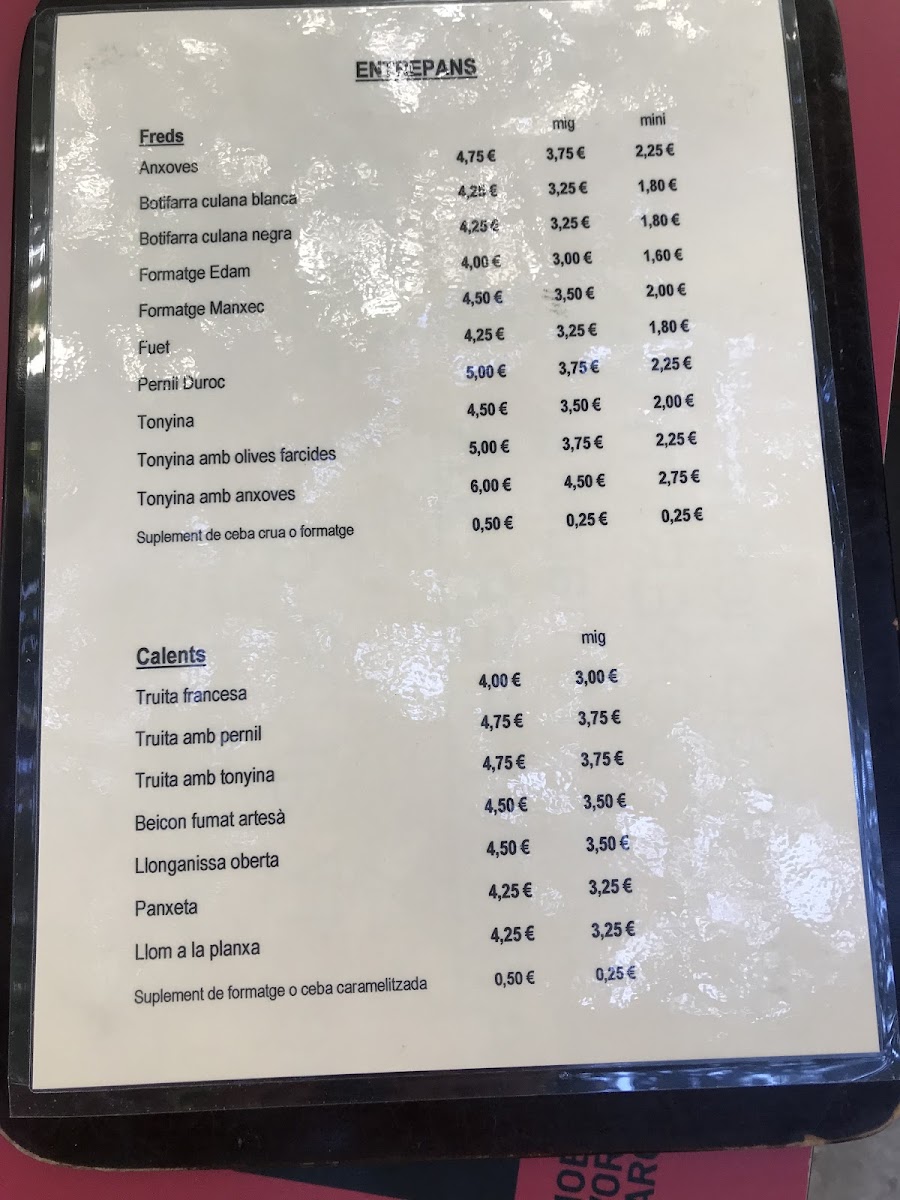 ENTREPANS
mig mini
Freds
Anxoves 4,75 € 3,75 € 2,25 €
Botifarra culana blanca 4,25 € 3,25 € 1,80 €
Botifarra culana negra 4,25 € 3,25 € 1,80 €
Formatge Edam 4,00 € 3,00 € 1,60 €
Formatge Manxec 4,50 € 3,50 € 2,00 €
Fuet 4,25 € 3,25 € 1,80 €
Pernil Duroc 5,00 € 3,75 € 2,25 €
Tonyina 4,50 € 3,50 € 2,00 €
Tonyina amb olives farcides 5,00 € 3,75 € 2,25 €
Tonyina amb anxoves 6,00 € 4,50 € 2,75 €
Suplement de ceba crua o formatge 0,50 € 0,25 € 0,25 €
mig
Calents
Truita francesa 4,00 € 3,00 €
Truita amb pernil 4,75 € 3,75 €
Truita amb tonyina 4,75 € 3,75 €
Beicon fumat artesà 4,50 € 3,50 €
Llonganissa oberta 4,50 € 3,50 €
Panxeta 4,25 € 3,25 €
Llom a la planxa 4,25 € 3,25 €
Suplement de formatge o ceba caramelitzada 0,50 € 0,25 €